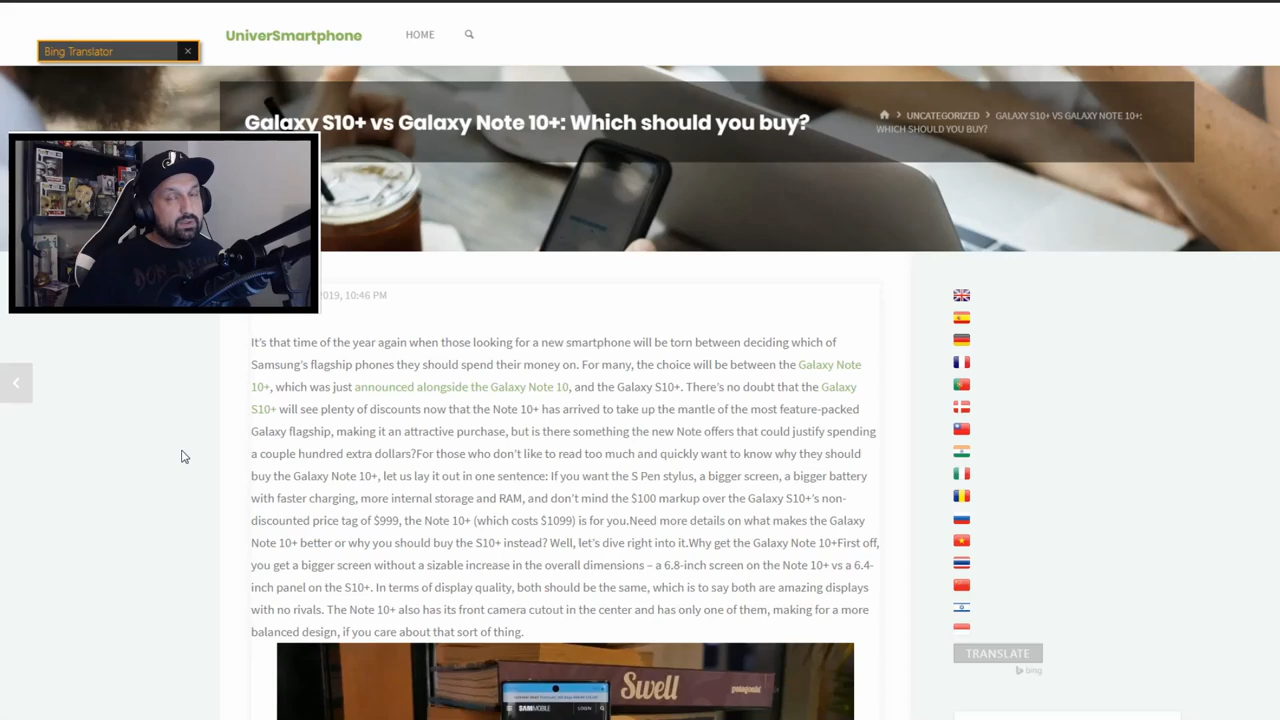 UniverSmartphone
HOME
Bing Translator
Galaxy S10+ vs Galaxy Note 10+: Which should you buy?
UNCATEGORIZED > GALAXY S10+ VS GALAXY NOTE 10+:
WHICH SHOULD YOU BUY?
2019, 10:46 PM
It's that time of the year again when those looking for a new smartphone will be torn between deciding which of
Samsung's flagship phones they should spend their money on. For many, the choice will be between the Galaxy Note
10+, which was just announced alongside the Galaxy Note 10, and the Galaxy S10+. There's no doubt that the Galaxy
S10+ will see plenty of discounts now that the Note 10+ has arrived to take up the mantle of the most feature-packed
Galaxy flagship, making it an attractive purchase, but is there something the new Note offers that could justify spending
a couple hundred extra dollars?For those who don't like to read too much and quickly want to know why they should
buy the Galaxy Note 10+, let us lay it out in one sentence: If you want the S Pen stylus, a bigger screen, a bigger battery
with faster charging, more internal storage and RAM, and don't mind the $100 markup over the Galaxy S10+'s non-
discounted price tag of $999, the Note 10+ (which costs $1099) is for you.Need more details on what makes the Galaxy
Note 10+ better or why you should buy the S10+ instead? Well, let's dive right into it.Why get the Galaxy Note 10+First off,
you get a bigger screen without a sizable increase in the overall dimensions – a 6.8-inch screen on the Note 10+ vs a 6.4-
inch panel on the S10+. In terms of display quality, both should be the same, which is to say both are amazing displays
with no rivals. The Note 10+ also has its front camera cutout in the center and has only one of them, making for a more
balanced design, if you care about that sort of thing.
TRANSLATE
bing
Swell
patagonia
SAMMOBILE
LOGIN